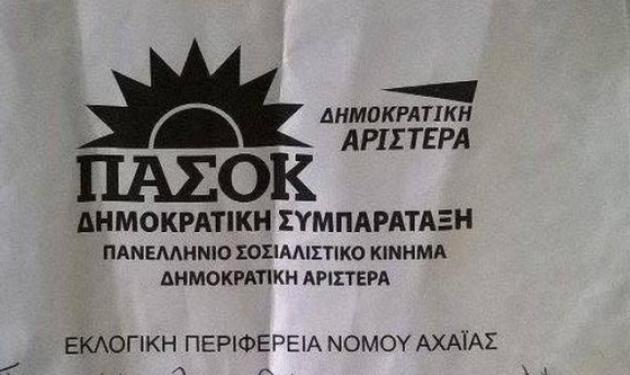 ΔΗΜΟΚΡΑΤΙΚΗ
ΑΡΙΣΤΕΡΑ
ΠΑΣΟΚ
ΔΗΜΟΚΡΑΤΙΚΗ ΣΥΜΠΑΡΑΤΑΞΗ
ΠΑΝΕΛΛΗΝΙΟ ΣΟΣΙΑΛΙΣΤΙΚΟ ΚΙΝΗΜΑ
ΔΗΜΟΚΡΑΤΙΚΗ ΑΡΙΣΤΕΡΑ
ΕΚΛΟΓΙΚΗ ΠΕΡΙΦΕΡΕΙΑ ΝΟΜΟΥ ΑΧΑΪΑΣ